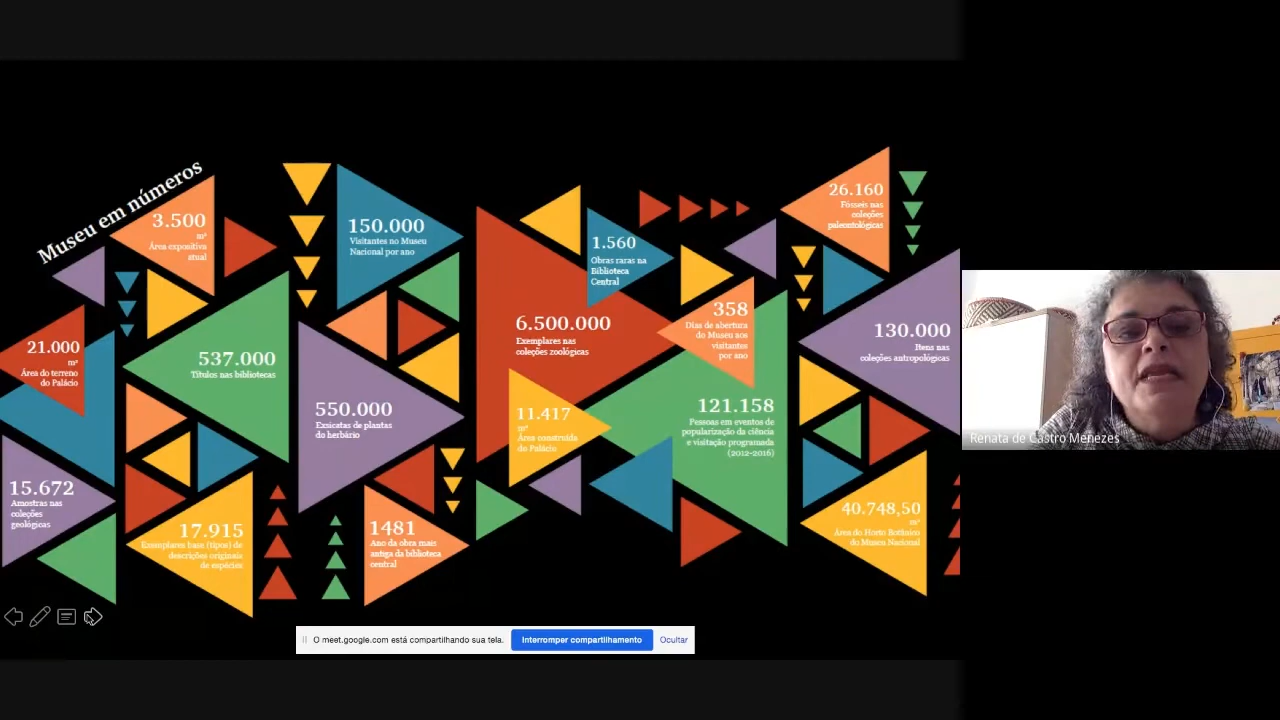 Museu em números
3.500
m²
Área expositiva
atual
150.000
Visitantes no Museu
Nacional por ano
1.560
Obras raras na
Biblioteca
Central
26.160
Fósseis nas
coleções
paleontológicas
21.000
m²
Área do terreno
do Palácio
537.000
Títulos nas bibliotecas
6.500.000
Exemplares nas
coleções zoológicas
358
Dias de abertura
do Museu aos
visitantes
por ano
130.000
Itens nas
coleções antropológicas
550.000
Exsicatas de plantas
do herbário
11.417
m²
Área construída
do Palácio
121.158
Pessoas em eventos de
popularização da ciência
e visitação programada
(2012-2016)
15.672
Amostras nas
coleções
geológicas
17.915
Exemplares base (tipos) de
descrições originais
de espécies
1481
Ano da obra mais
antiga da biblioteca
central
40.748,50
m²
Área do Horto Botânico
do Museu Nacional
O meet.google.com está compartilhando sua tela.
Interromper compartilhamento
Ocultar
Renata de Castro Menezes